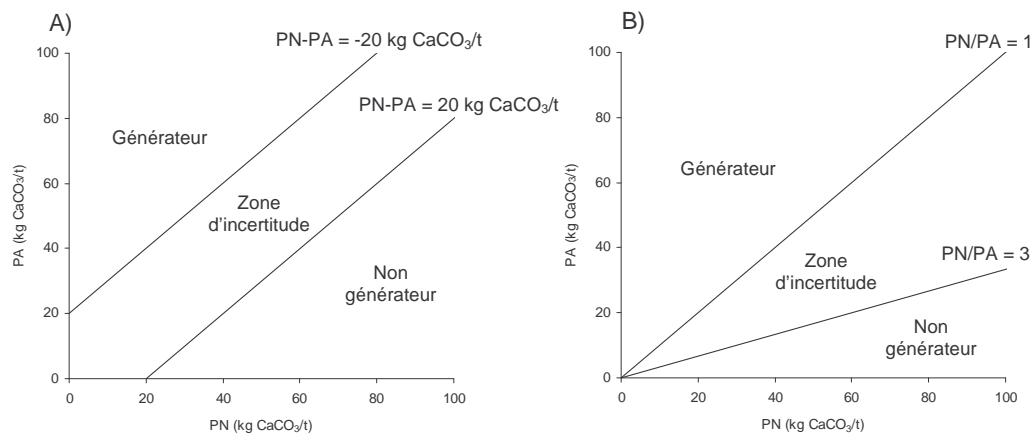 A)
PN-PA = -20 kg CaCO₃/t
PN-PA = 20 kg CaCO₃/t
Générateur
Zone
d'incertitude
Non
générateur
PA (kg CaCO₃/t)
100
80
60
40
20
0
0 20 40 60 80 100
PN (kg CaCO₃/t)
B)
PN/PA = 1
Générateur
PN/PA = 3
Zone
d'incertitude
Non
générateur
PA (kg CaCO₃/t)
100
80
60
40
20
0
0 20 40 60 80 100
PN (kg CaCO₃/t)